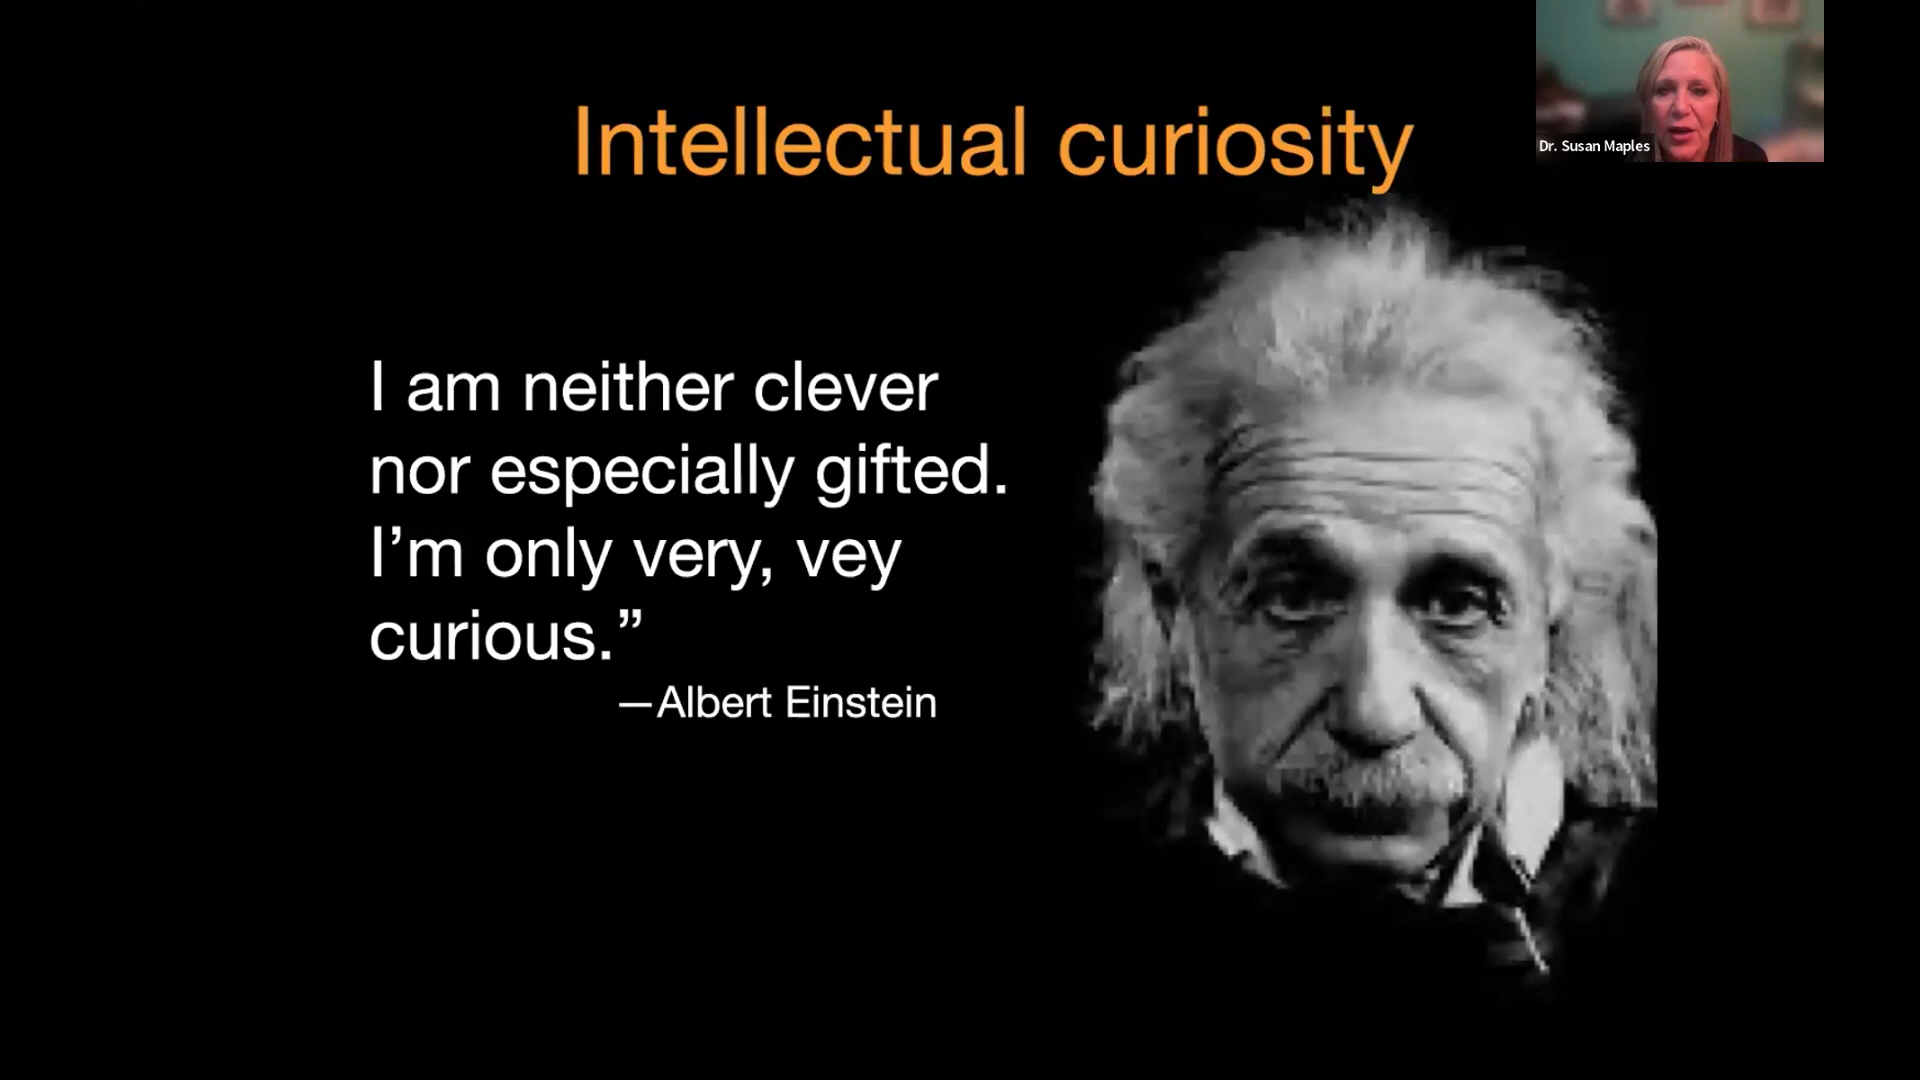 Intellectual curiosity
Dr. Susan Maples
I am neither clever
nor especially gifted.
I’m only very, vey
curious.”
—Albert Einstein